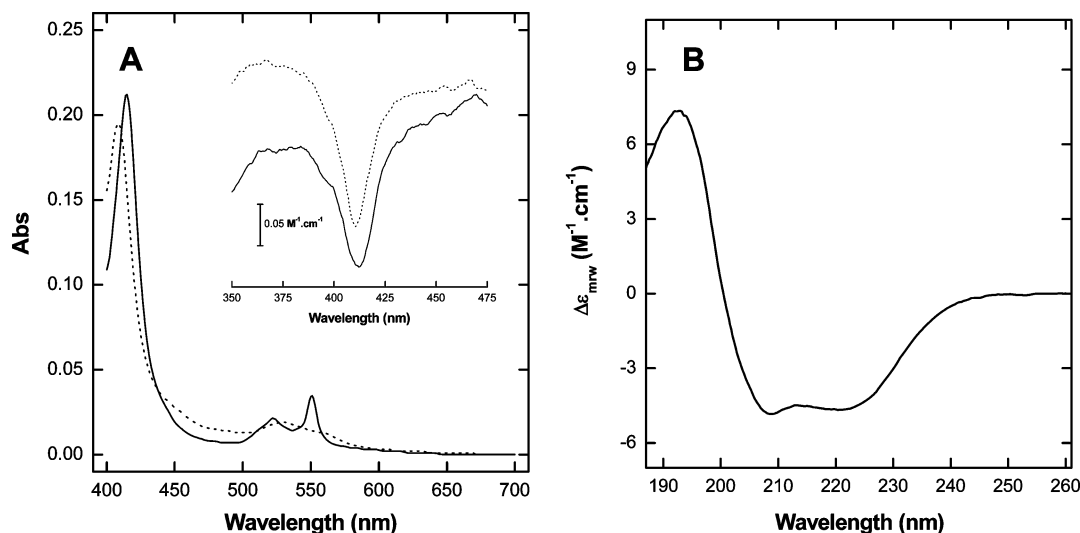 A
0.25
0.20
0.15
0.10
0.05
0.00
Abs
400 450 500 550 600 650 700
Wavelength (nm)
0.05 M⁻¹.cm⁻¹
350 375 400 425 450 475
Wavelength (nm)
B
9
6
3
0
-3
-6
Δε mrw (M⁻¹.cm⁻¹)
190 200 210 220 230 240 250 260
Wavelength (nm)